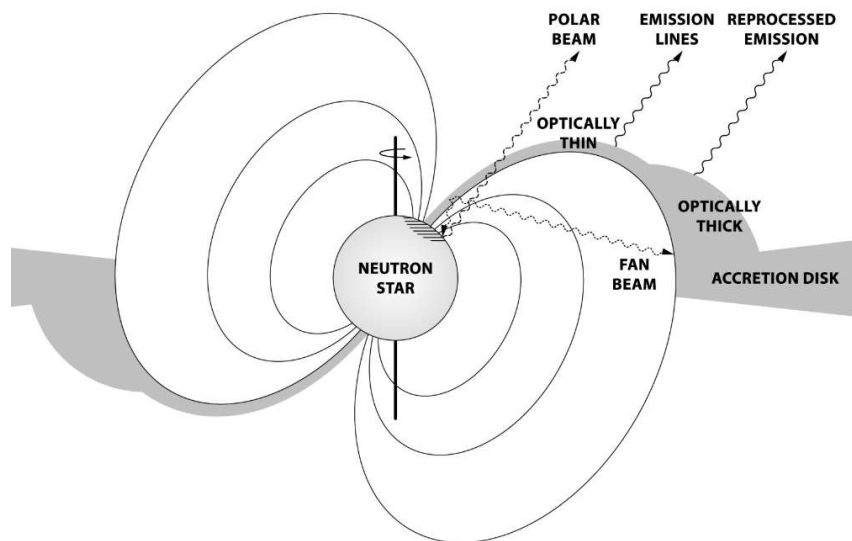 POLAR
BEAM
EMISSION
LINES
REPROCESSED
EMISSION
OPTICALLY
THIN
OPTICALLY
THICK
NEUTRON
STAR
FAN
BEAM
ACCRETION DISK